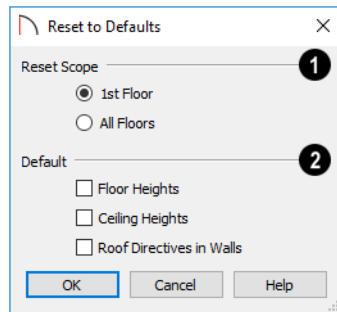 Reset to Defaults
Reset Scope 1
1st Floor
All Floors
Default 2
Floor Heights
Ceiling Heights
Roof Directives in Walls
OK Cancel Help